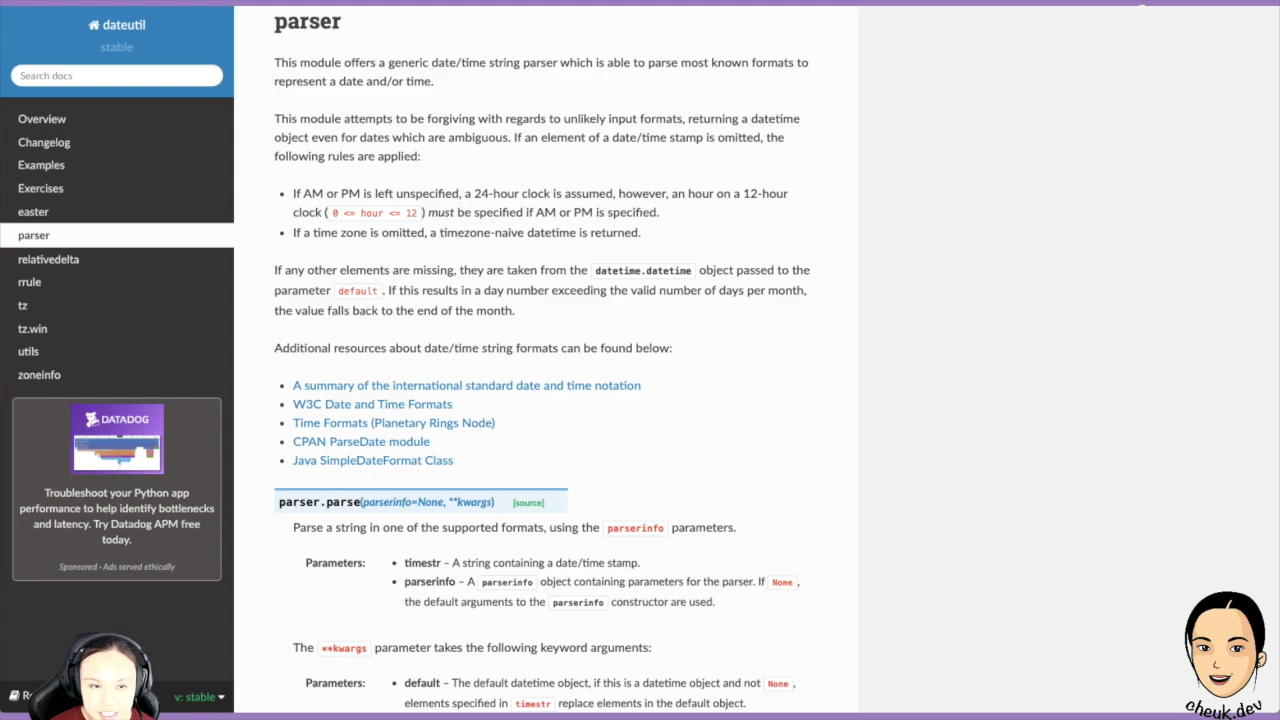 dateutil
stable
Search docs
Overview
Changelog
Examples
Exercises
easter
parser
relativedelta
rrule
tz
tz.win
utils
zoneinfo
DATADOG
Troubleshoot your Python app
performance to help identify bottlenecks
and latency. Try Datadog APM free
today.
Sponsored · Ads served ethically
v: stable
parser
This module offers a generic date/time string parser which is able to parse most known formats to
represent a date and/or time.
This module attempts to be forgiving with regards to unlikely input formats, returning a datetime
object even for dates which are ambiguous. If an element of a date/time stamp is omitted, the
following rules are applied:
• If AM or PM is left unspecified, a 24-hour clock is assumed, however, an hour on a 12-hour
clock ( 0 <= hour <= 12 ) must be specified if AM or PM is specified.
• If a time zone is omitted, a timezone-naive datetime is returned.
If any other elements are missing, they are taken from the datetime.datetime object passed to the
parameter default . If this results in a day number exceeding the valid number of days per month,
the value falls back to the end of the month.
Additional resources about date/time string formats can be found below:
• A summary of the international standard date and time notation
• W3C Date and Time Formats
• Time Formats (Planetary Rings Node)
• CPAN ParseDate module
• Java SimpleDateFormat Class
parser.parse(parserinfo=None, **kwargs) [source]
Parse a string in one of the supported formats, using the parserinfo parameters.
Parameters: • timestr – A string containing a date/time stamp.
• parserinfo – A parserinfo object containing parameters for the parser. If None ,
the default arguments to the parserinfo constructor are used.
The **kwargs parameter takes the following keyword arguments:
Parameters: • default – The default datetime object, if this is a datetime object and not None ,
elements specified in timestr replace elements in the default object.
cheuk.dev